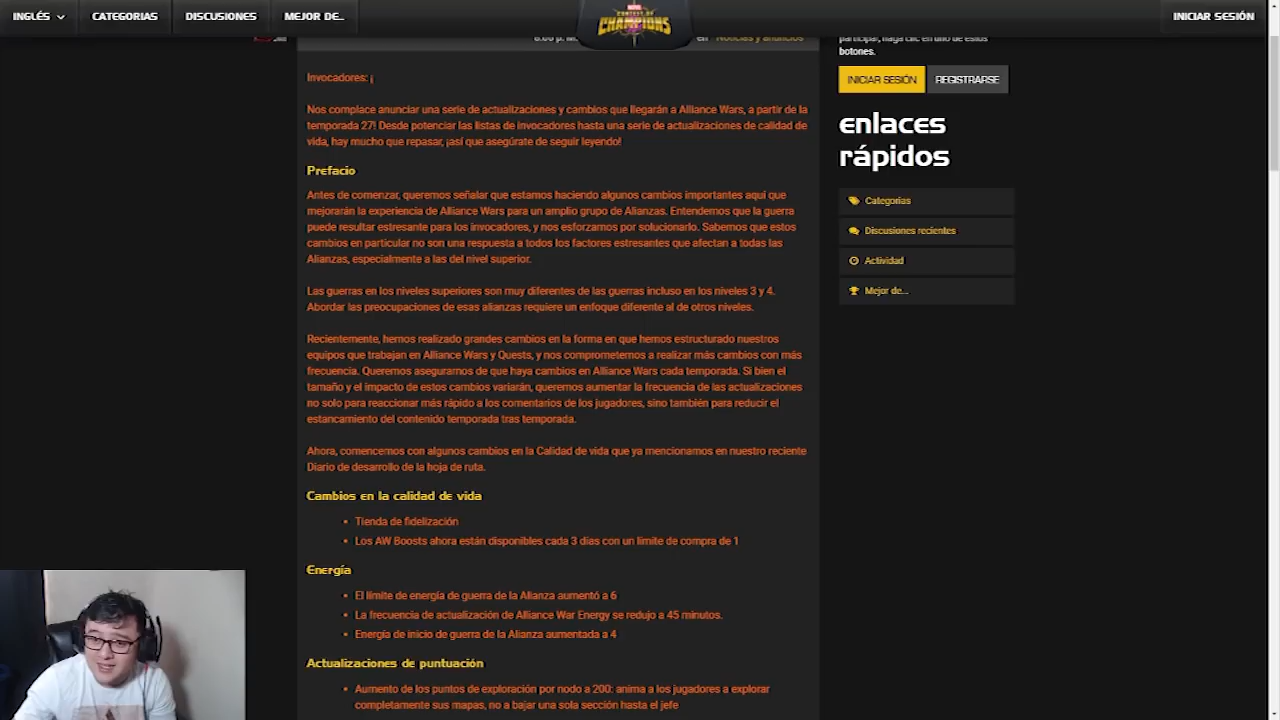 INGLÉS
CATEGORIAS
DISCUSIONES
MEJOR DE...
MARVEL
CONTEST OF
CHAMPIONS
INICIAR SESIÓN
en Noticias y anuncios
participar, haga clic en uno de estos
botones.
INICIAR SESIÓN
REGISTRARSE
Invocadores: ¡
Nos complace anunciar una serie de actualizaciones y cambios que llegarán a Alliance Wars, a partir de la
temporada 27! Desde potenciar las listas de invocadores hasta una serie de actualizaciones de calidad de
vida, hay mucho que repasar, ¡así que asegúrate de seguir leyendo!
Prefacio
Antes de comenzar, queremos señalar que estamos haciendo algunos cambios importantes aquí que
mejorarán la experiencia de Alliance Wars para un amplio grupo de Alianzas. Entendemos que la guerra
puede resultar estresante para los invocadores, y nos esforzamos por solucionarlo. Sabemos que estos
cambios en particular no son una respuesta a todos los factores estresantes que afectan a todas las
Alianzas, especialmente a las del nivel superior.
Las guerras en los niveles superiores son muy diferentes de las guerras incluso en los niveles 3 y 4.
Abordar las preocupaciones de esas alianzas requiere un enfoque diferente al de otros niveles.
Recientemente, hemos realizado grandes cambios en la forma en que hemos estructurado nuestros
equipos que trabajan en Alliance Wars y Quests, y nos comprometemos a realizar más cambios con más
frecuencia. Queremos asegurarnos de que haya cambios en Alliance Wars cada temporada. Si bien el
tamaño y el impacto de estos cambios variarán, queremos aumentar la frecuencia de las actualizaciones
no solo para reaccionar más rápido a los comentarios de los jugadores, sino también para reducir el
estancamiento del contenido temporada tras temporada.
Ahora, comencemos con algunos cambios en la Calidad de vida que ya mencionamos en nuestro reciente
Diario de desarrollo de la hoja de ruta.
Cambios en la calidad de vida
Tienda de fidelización
Los AW Boosts ahora están disponibles cada 3 días con un límite de compra de 1
Energía
El límite de energía de guerra de la Alianza aumentó a 6
La frecuencia de actualización de Alliance War Energy se redujo a 45 minutos.
Energía de inicio de guerra de la Alianza aumentada a 4
Actualizaciones de puntuación
Aumento de los puntos de exploración por nodo a 200: anima a los jugadores a explorar
completamente sus mapas, no a bajar una sola sección hasta el jefe
enlaces
rápidos
Categorias
Discusiones recientes
Actividad
Mejor de...